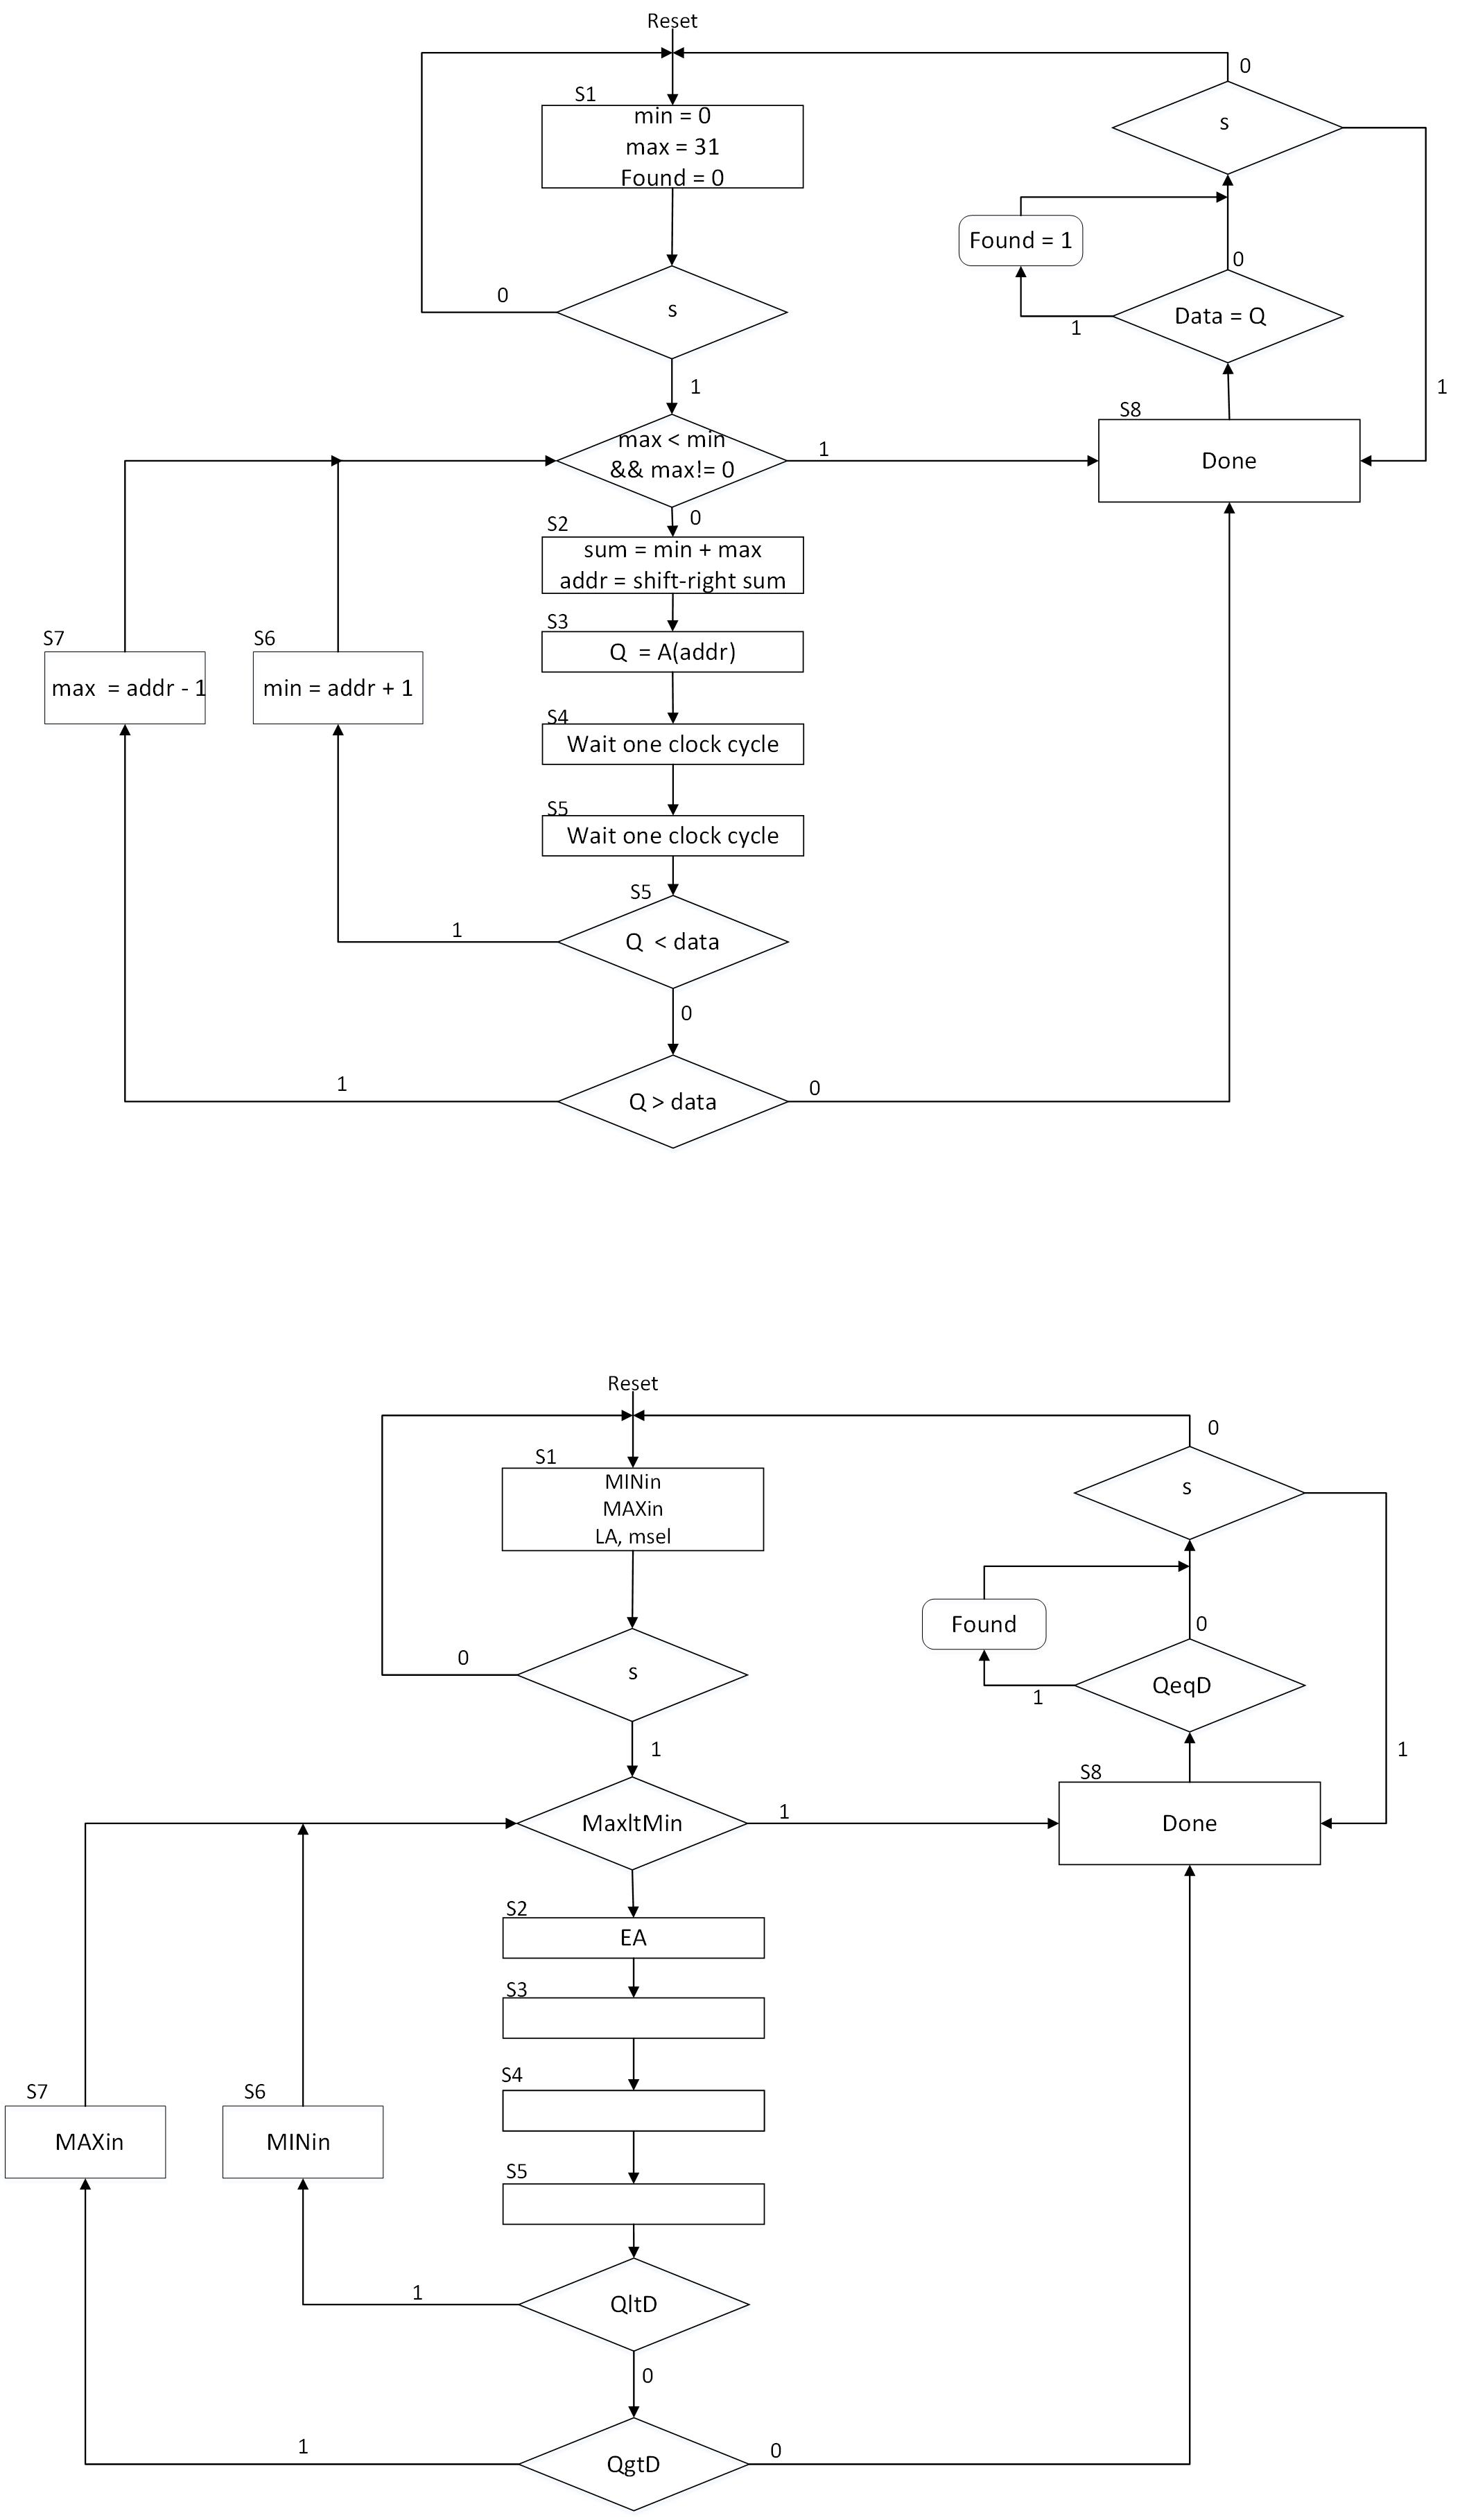 Reset
0
S1
min = 0
max = 31
Found = 0
s
Found = 1
0
Data = Q
1
0
s
1
1
S8
Done
max < min
&& max!= 0
1
0
S2
sum = min + max
addr = shift-right sum
S3
Q = A(addr)
S7
max = addr - 1
S6
min = addr + 1
S4
Wait one clock cycle
S5
Wait one clock cycle
S5
Q < data
1
0
Q > data
1
0
Reset
0
S1
MINin
MAXin
LA, msel
s
Found
0
QeqD
1
0
s
1
1
S8
Done
MaxltMin
1
S2
EA
S3
S4
S7
MAXin
S6
MINin
S5
QltD
1
0
QgtD
1
0